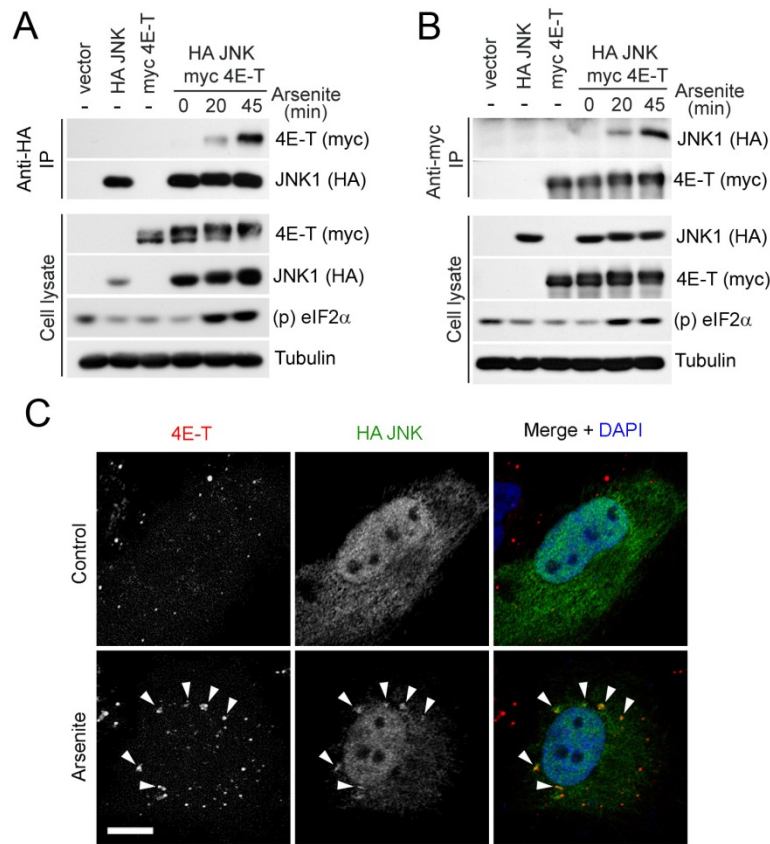 A
vector
HA JNK
myc 4E-T
HA JNK
myc 4E-T
Arsenite
(min)
- - - 0 20 45
Anti-HA
IP
4E-T (myc)
JNK1 (HA)
Cell lysate
4E-T (myc)
JNK1 (HA)
(p) eIF2α
Tubulin
B
vector
HA JNK
myc 4E-T
HA JNK
myc 4E-T
Arsenite
(min)
- - - 0 20 45
Anti-myc
IP
JNK1 (HA)
4E-T (myc)
Cell lysate
JNK1 (HA)
4E-T (myc)
(p) eIF2α
Tubulin
C
4E-T
HA JNK
Merge + DAPI
Control
Arsenite